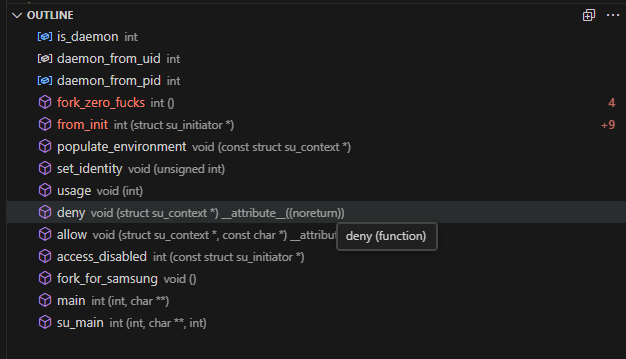 OUTLINE
is_daemon int
daemon_from_uid int
daemon_from_pid int
fork_zero_fucks int () 4
from_init int (struct su_initiator *) +9
populate_environment void (const struct su_context *)
set_identity void (unsigned int)
usage void (int)
deny void (struct su_context *) __attribute__((noreturn))
allow void (struct su_context *, const char *) __attribut
deny (function)
access_disabled int (const struct su_initiator *)
fork_for_samsung void ()
main int (int, char **)
su_main int (int, char **, int)